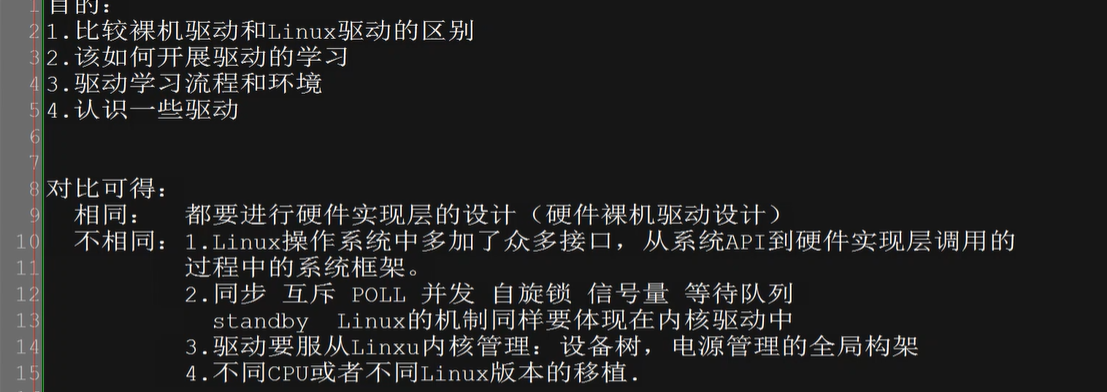 1 目的：
2 1.比较裸机驱动和Linux驱动的区别
3 2.该如何开展驱动的学习
4 3.驱动学习流程和环境
5 4.认识一些驱动
6
7
8 对比可得：
9 相同： 都要进行硬件实现层的设计（硬件裸机驱动设计）
10 不相同：1.Linux操作系统中多加了众多接口，从系统API到硬件实现层调用的
11 过程中的系统框架。
12 2.同步 互斥 POLL 并发 自旋锁 信号量 等待队列
13 standby Linux的机制同样要体现在内核驱动中
14 3.驱动要服从Linxu内核管理：设备树，电源管理的全局构架
15 4.不同CPU或者不同Linux版本的移植.